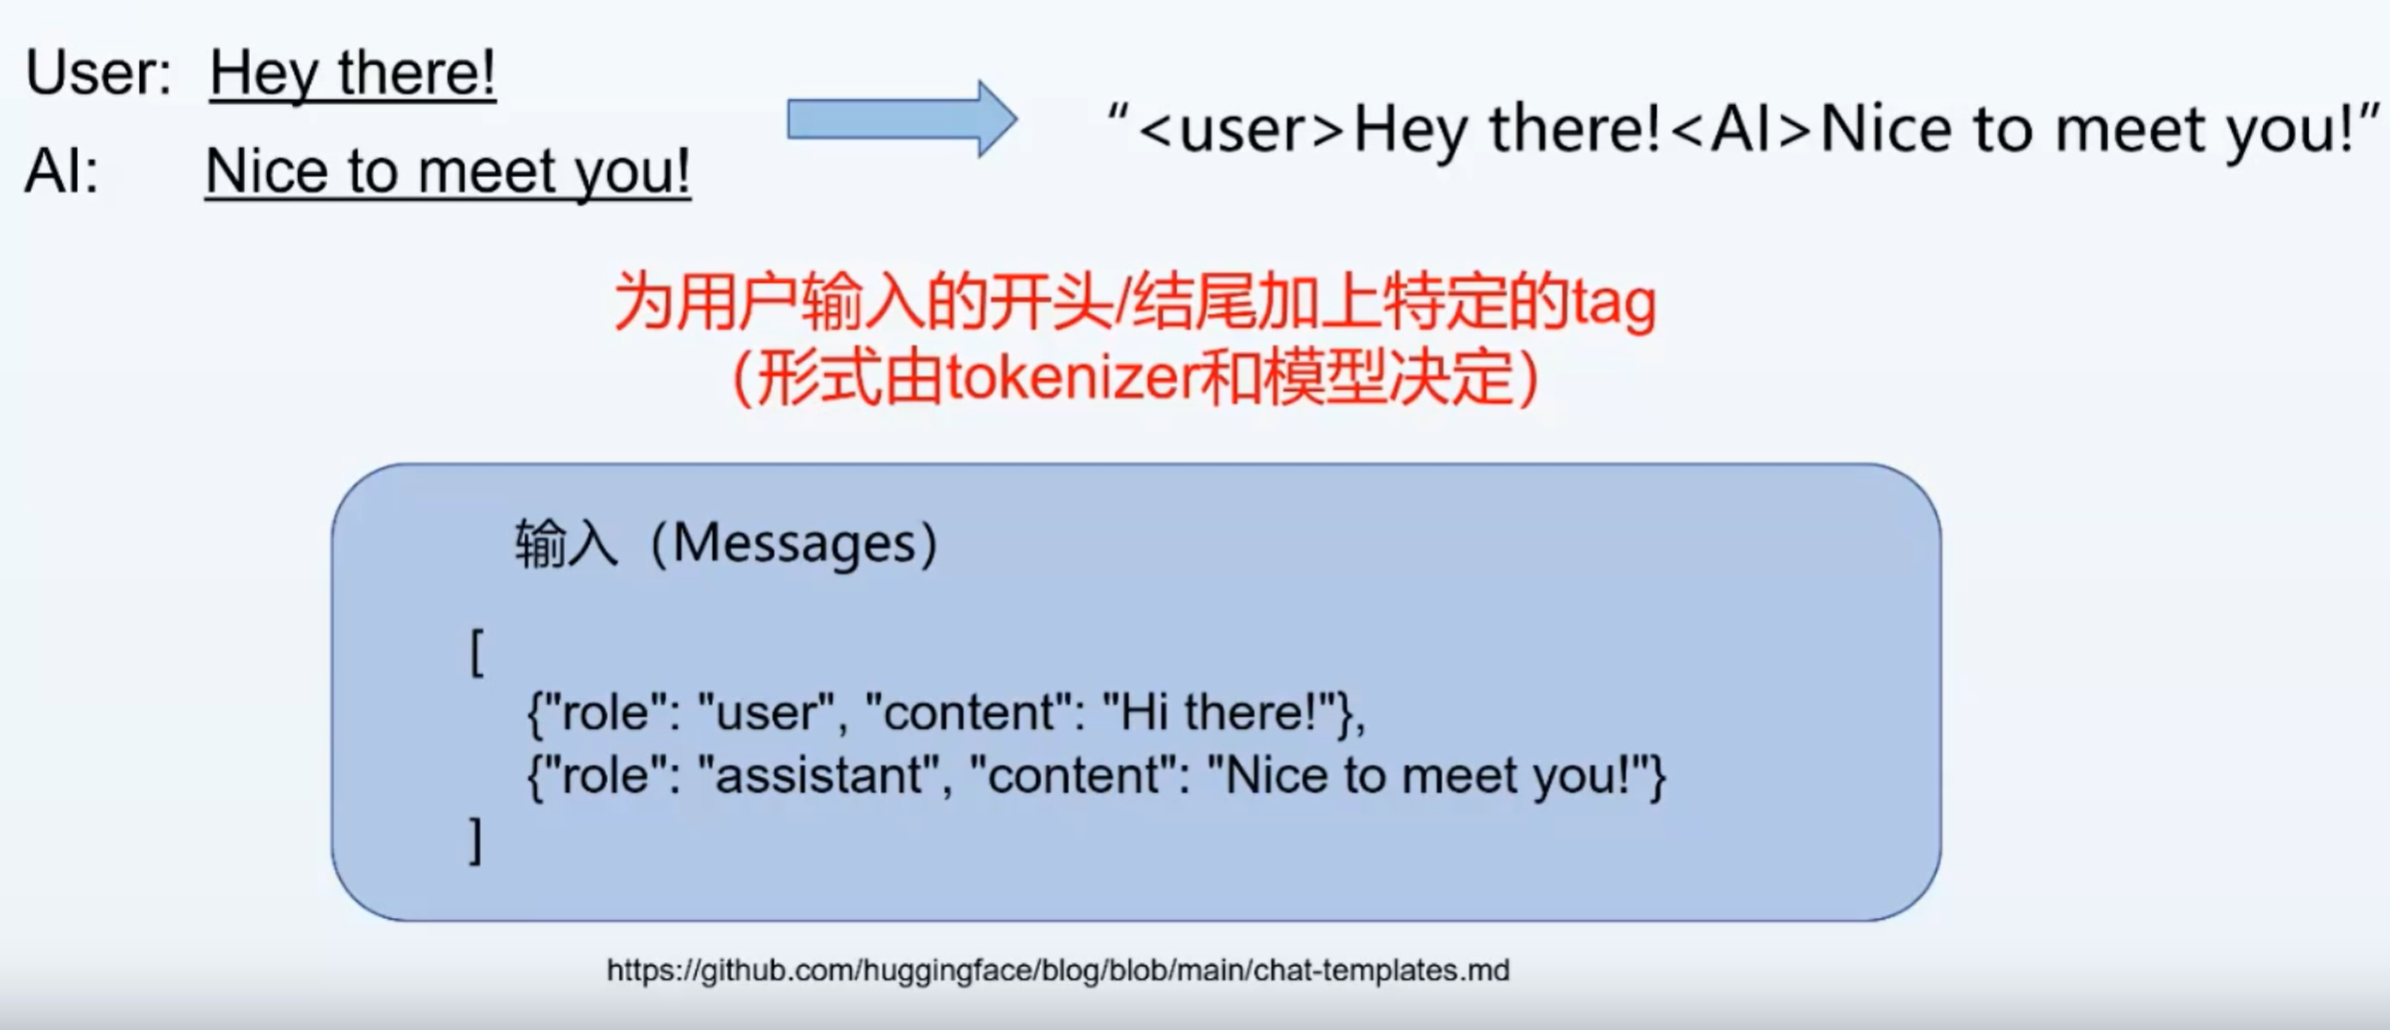 User: Hey there!
AI: Nice to meet you!
“<user>Hey there!<AI>Nice to meet you!”
为用户输入的开头/结尾加上特定的tag
（形式由tokenizer和模型决定）
输入（Messages）
[
{"role": "user", "content": "Hi there!"},
{"role": "assistant", "content": "Nice to meet you!"}
]
https://github.com/huggingface/blog/blob/main/chat-templates.md